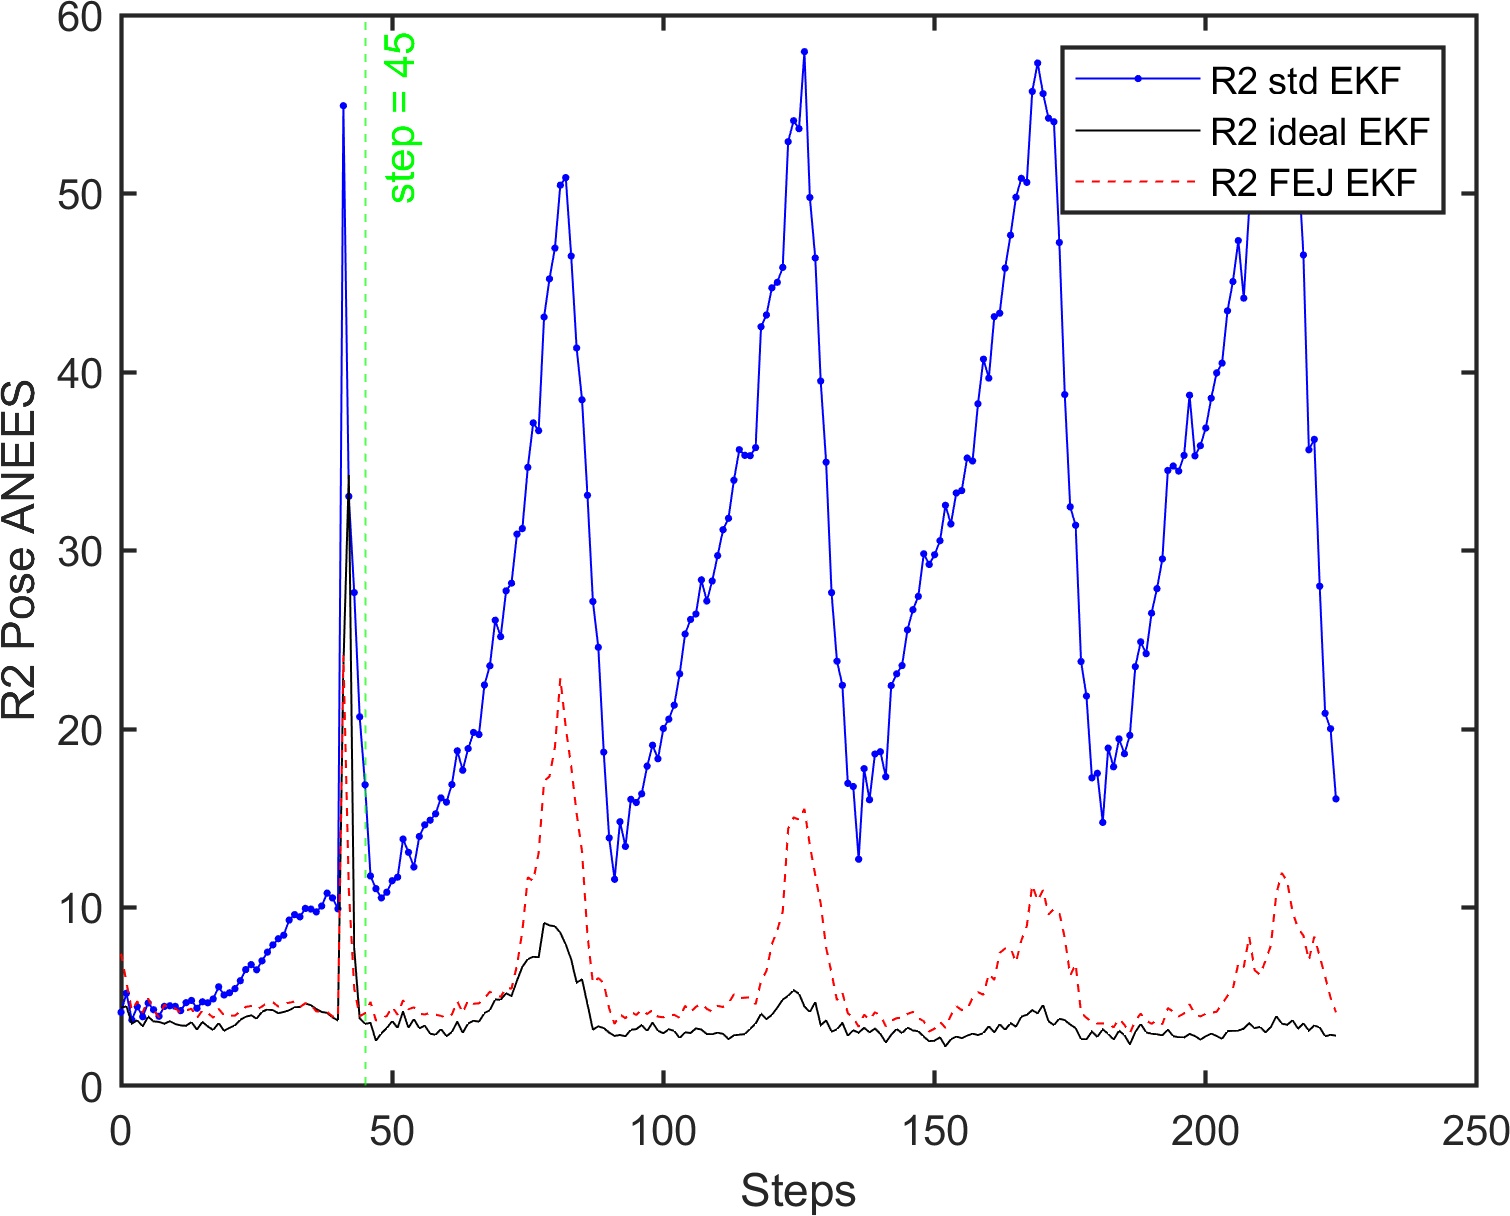 60
50
40
30
20
10
0
R2 Pose ANEES
step = 45
R2 std EKF
R2 ideal EKF
R2 FEJ EKF
0 50 100 150 200 250
Steps